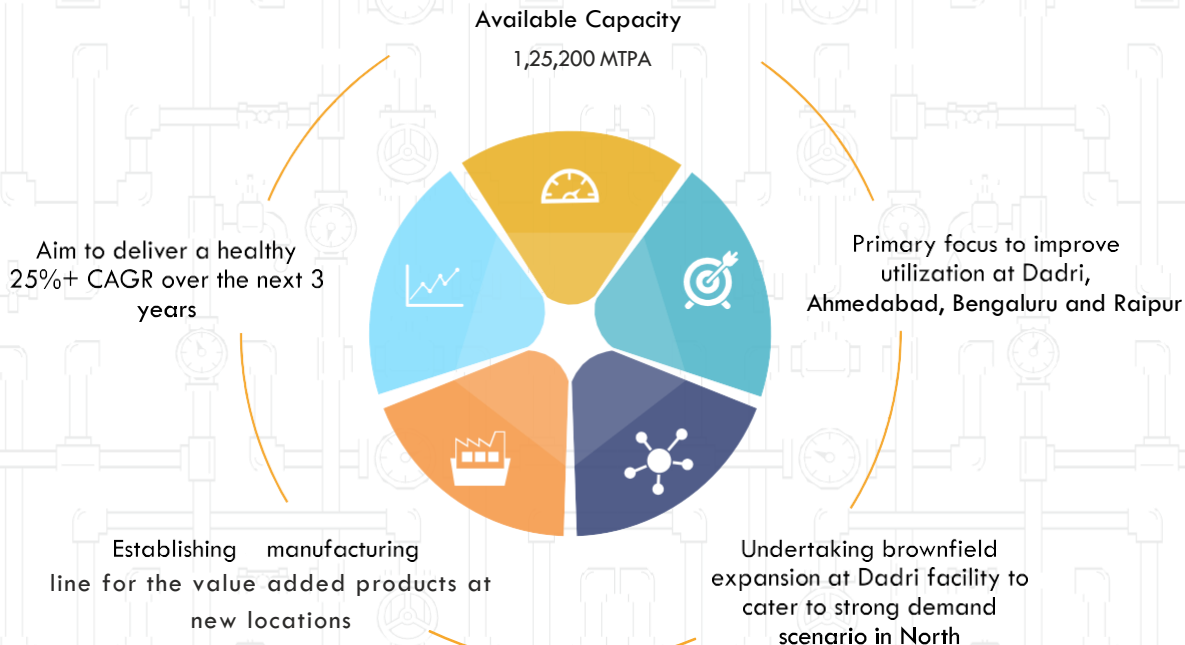 Available Capacity
1,25,200 MTPA
Primary focus to improve
utilization at Dadri,
Ahmedabad, Bengaluru and Raipur
Undertaking brownfield
expansion at Dadri facility to
cater to strong demand
scenario in North
Establishing manufacturing
line for the value added products at
new locations
Aim to deliver a healthy
25%+ CAGR over the next 3
years